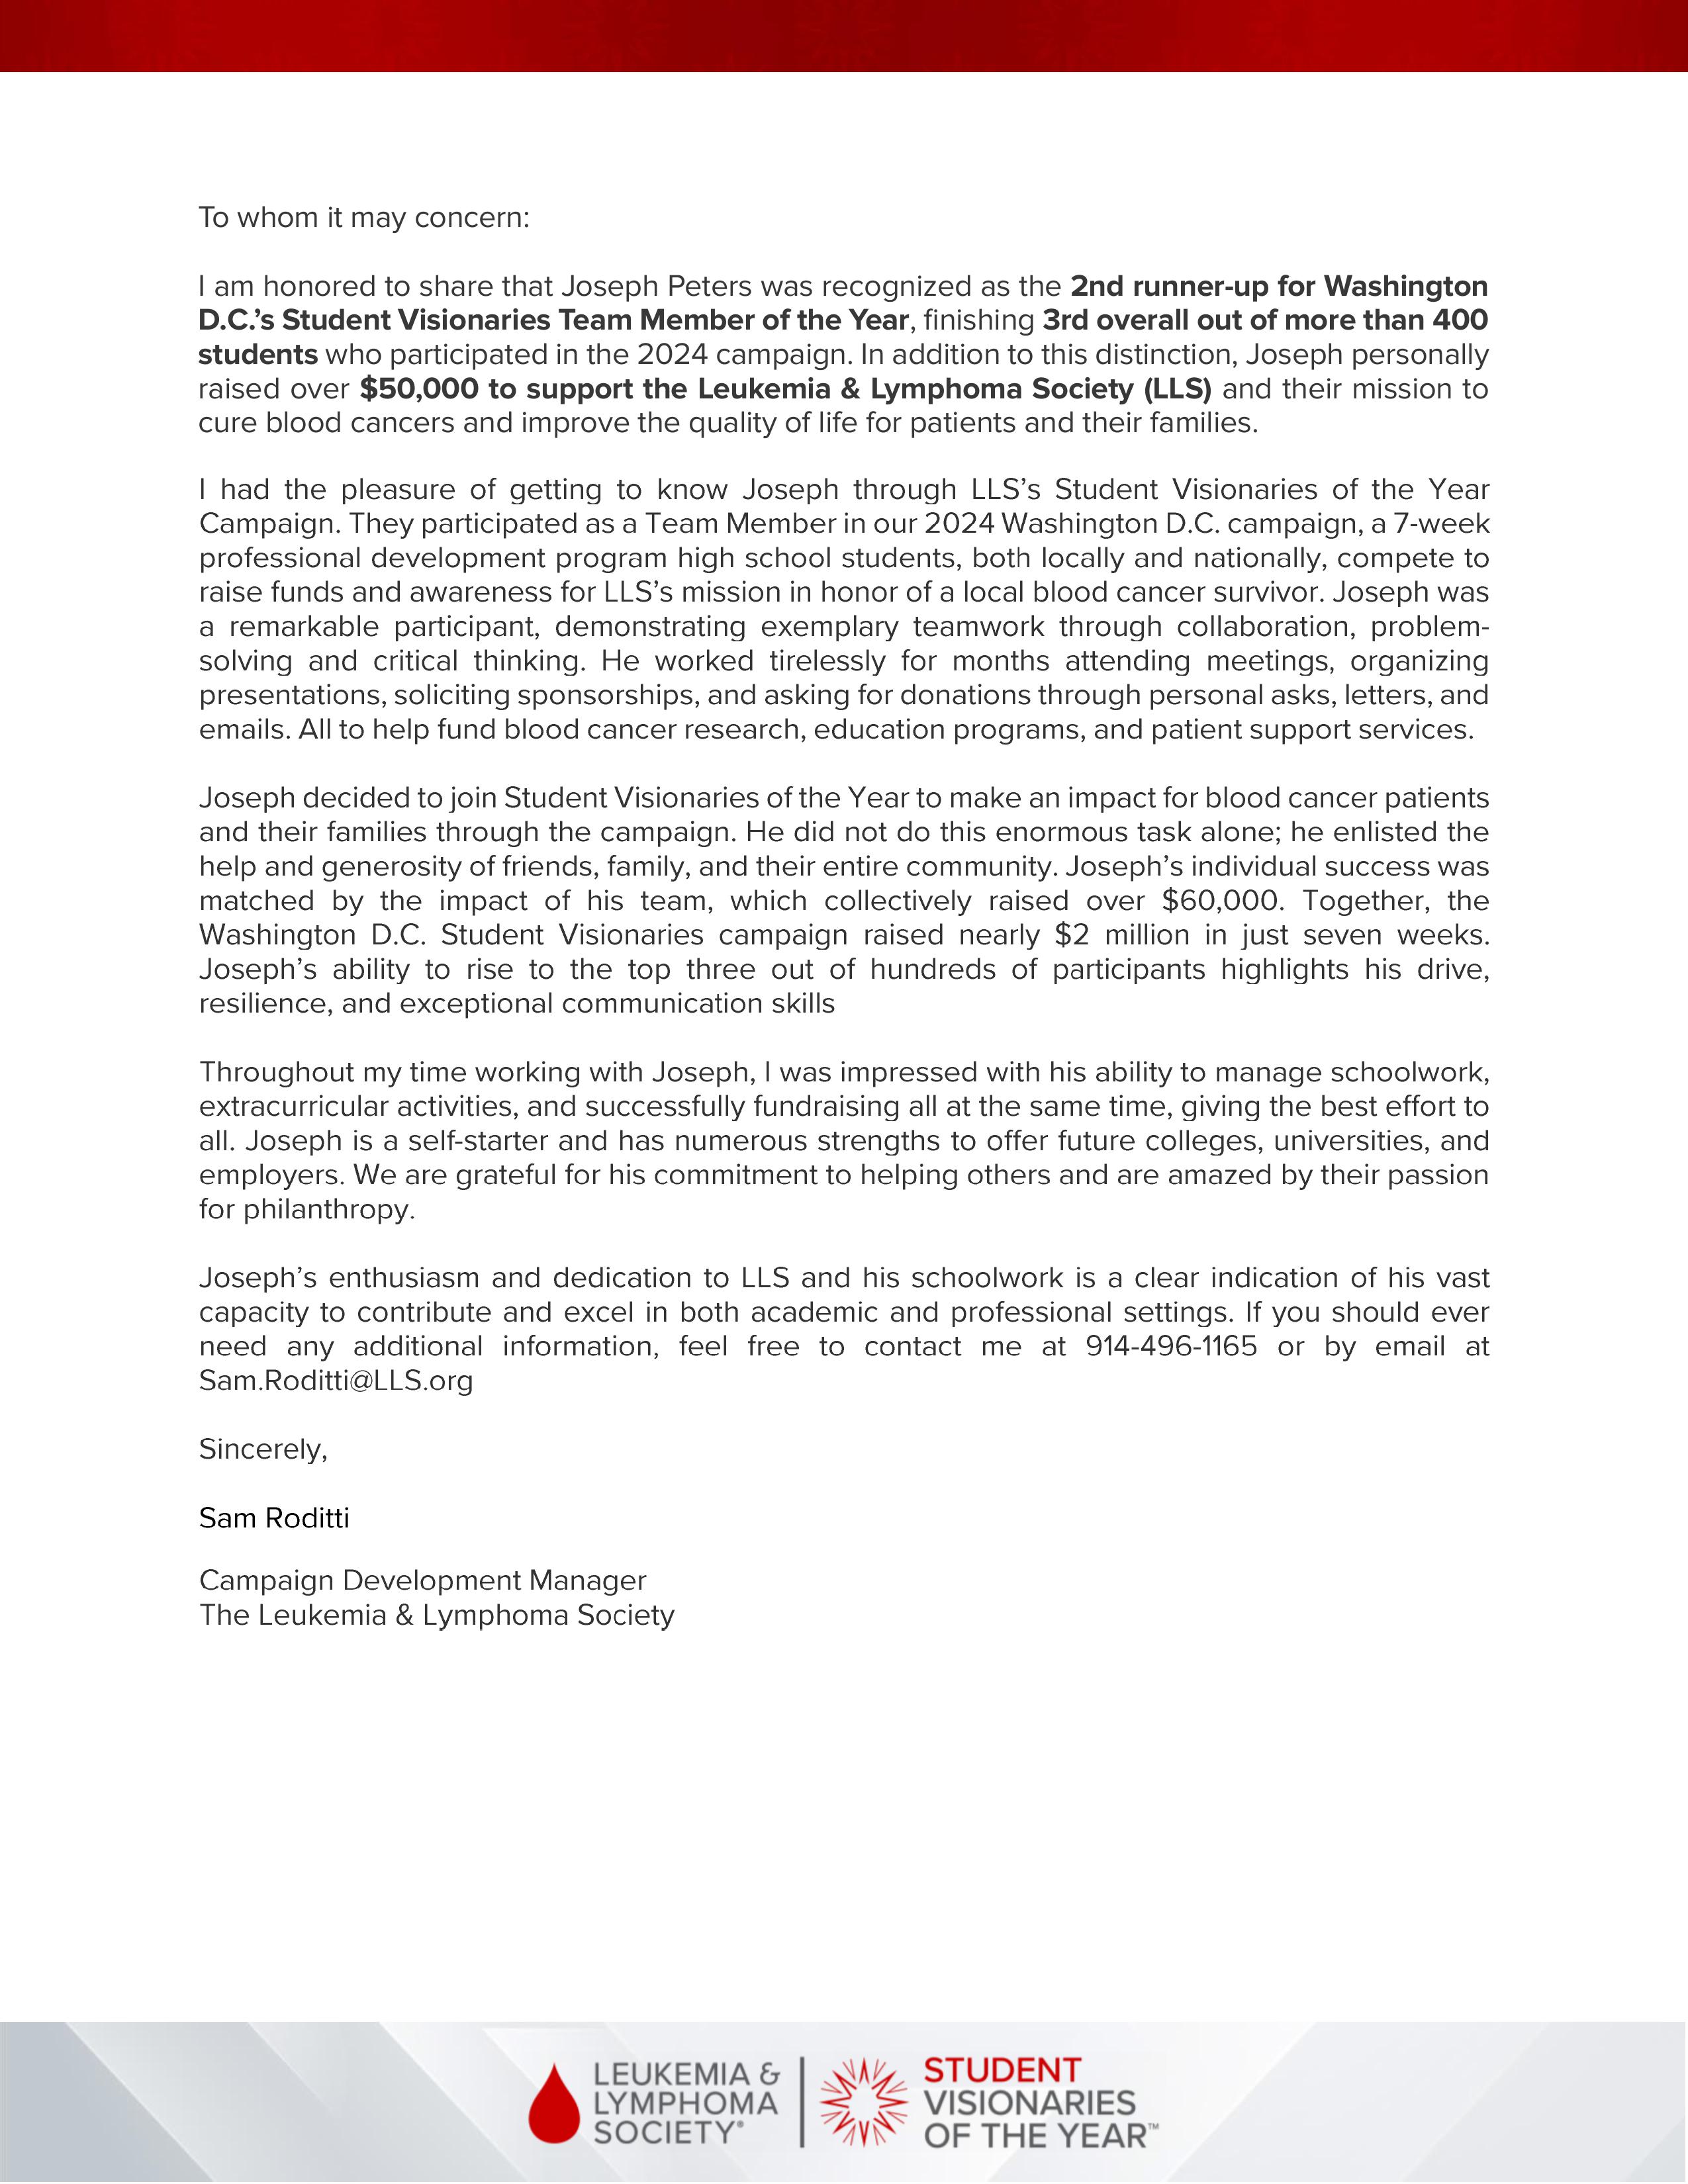 To whom it may concern:
I am honored to share that Joseph Peters was recognized as the 2nd runner-up for Washington
D.C.’s Student Visionaries Team Member of the Year, finishing 3rd overall out of more than 400
students who participated in the 2024 campaign. In addition to this distinction, Joseph personally
raised over $50,000 to support the Leukemia & Lymphoma Society (LLS) and their mission to
cure blood cancers and improve the quality of life for patients and their families.
I had the pleasure of getting to know Joseph through LLS’s Student Visionaries of the Year
Campaign. They participated as a Team Member in our 2024 Washington D.C. campaign, a 7-week
professional development program high school students, both locally and nationally, compete to
raise funds and awareness for LLS’s mission in honor of a local blood cancer survivor. Joseph was
a remarkable participant, demonstrating exemplary teamwork through collaboration, problem-
solving and critical thinking. He worked tirelessly for months attending meetings, organizing
presentations, soliciting sponsorships, and asking for donations through personal asks, letters, and
emails. All to help fund blood cancer research, education programs, and patient support services.
Joseph decided to join Student Visionaries of the Year to make an impact for blood cancer patients
and their families through the campaign. He did not do this enormous task alone; he enlisted the
help and generosity of friends, family, and their entire community. Joseph’s individual success was
matched by the impact of his team, which collectively raised over $60,000. Together, the
Washington D.C. Student Visionaries campaign raised nearly $2 million in just seven weeks.
Joseph’s ability to rise to the top three out of hundreds of participants highlights his drive,
resilience, and exceptional communication skills
Throughout my time working with Joseph, I was impressed with his ability to manage schoolwork,
extracurricular activities, and successfully fundraising all at the same time, giving the best effort to
all. Joseph is a self-starter and has numerous strengths to offer future colleges, universities, and
employers. We are grateful for his commitment to helping others and are amazed by their passion
for philanthropy.
Joseph’s enthusiasm and dedication to LLS and his schoolwork is a clear indication of his vast
capacity to contribute and excel in both academic and professional settings. If you should ever
need any additional information, feel free to contact me at 914-496-1165 or by email at
Sam.Roditti@LLS.org
Sincerely,
Sam Roditti
Campaign Development Manager
The Leukemia & Lymphoma Society
LEUKEMIA &
LYMPHOMA
SOCIETY®
STUDENT
VISIONARIES
OF THE YEAR™